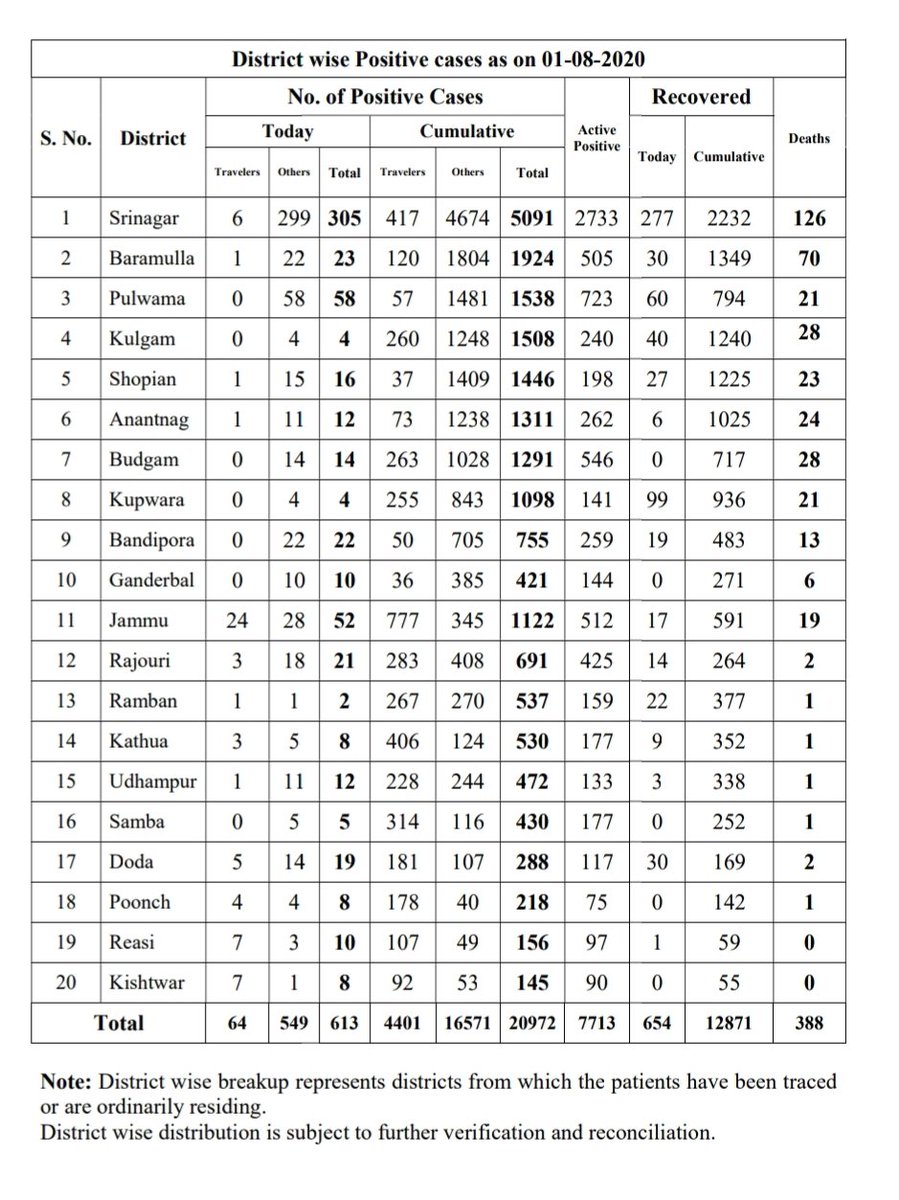 District wise Positive cases as on 01-08-2020
S. No. District No. of Positive Cases Active Positive Recovered Deaths
Today Cumulative Today Cumulative
Travelers Others Total Travelers Others Total
1 Srinagar 6 299 305 417 4674 5091 2733 277 2232 126
2 Baramulla 1 22 23 120 1804 1924 505 30 1349 70
3 Pulwama 0 58 58 57 1481 1538 723 60 794 21
4 Kulgam 0 4 4 260 1248 1508 240 40 1240 28
5 Shopian 1 15 16 37 1409 1446 198 27 1225 23
6 Anantnag 1 11 12 73 1238 1311 262 6 1025 24
7 Budgam 0 14 14 263 1028 1291 546 0 717 28
8 Kupwara 0 4 4 255 843 1098 141 99 936 21
9 Bandipora 0 22 22 50 705 755 259 19 483 13
10 Ganderbal 0 10 10 36 385 421 144 0 271 6
11 Jammu 24 28 52 777 345 1122 512 17 591 19
12 Rajouri 3 18 21 283 408 691 425 14 264 2
13 Ramban 1 1 2 267 270 537 159 22 377 1
14 Kathua 3 5 8 406 124 530 177 9 352 1
15 Udhampur 1 11 12 228 244 472 133 3 338 1
16 Samba 0 5 5 314 116 430 177 0 252 1
17 Doda 5 14 19 181 107 288 117 30 169 2
18 Poonch 4 4 8 178 40 218 75 0 142 1
19 Reasi 7 3 10 107 49 156 97 1 59 0
20 Kishtwar 7 1 8 92 53 145 90 0 55 0
Total 64 549 613 4401 16571 20972 7713 654 12871 388
Note: District wise breakup represents districts from which the patients have been traced
or are ordinarily residing.
District wise distribution is subject to further verification and reconciliation.